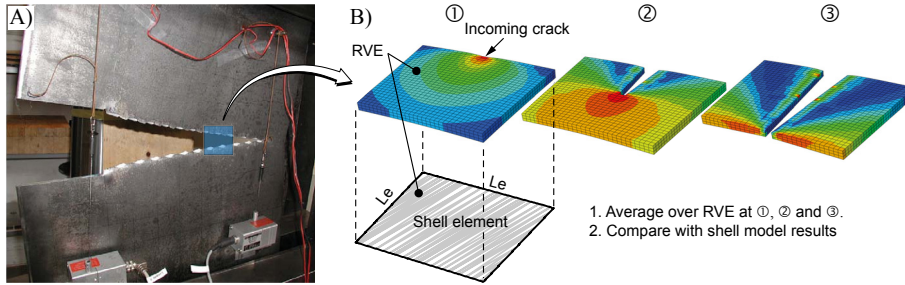 A)
B)
①
②
③
Incoming crack
RVE
Le
Le
Shell element
1. Average over RVE at ①, ② and ③.
2. Compare with shell model results